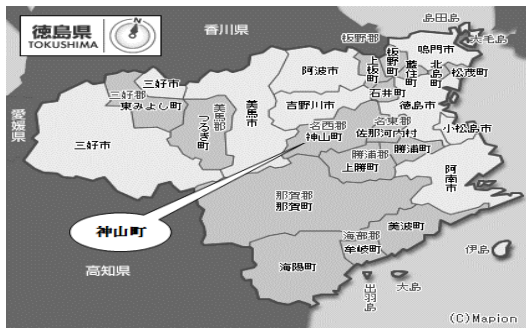 徳島県
TOKUSHIMA
N
香川県
島田島
大毛島
板野郡
上板町
板野町
藍住町
鳴門市
北島町
松茂町
三好市
三好郡
東みよし町
阿波市
石井町
徳島市
愛媛県
美馬郡
つるぎ町
美馬市
吉野川市
名西郡
神山町
名東郡
佐那河内村
小松島市
三好市
勝浦郡
上勝町
勝浦町
阿南市
那賀郡
那賀町
神山町
海部郡
牟岐町
美波町
伊島
高知県
海陽町
出羽島
大島
(C)Mapion